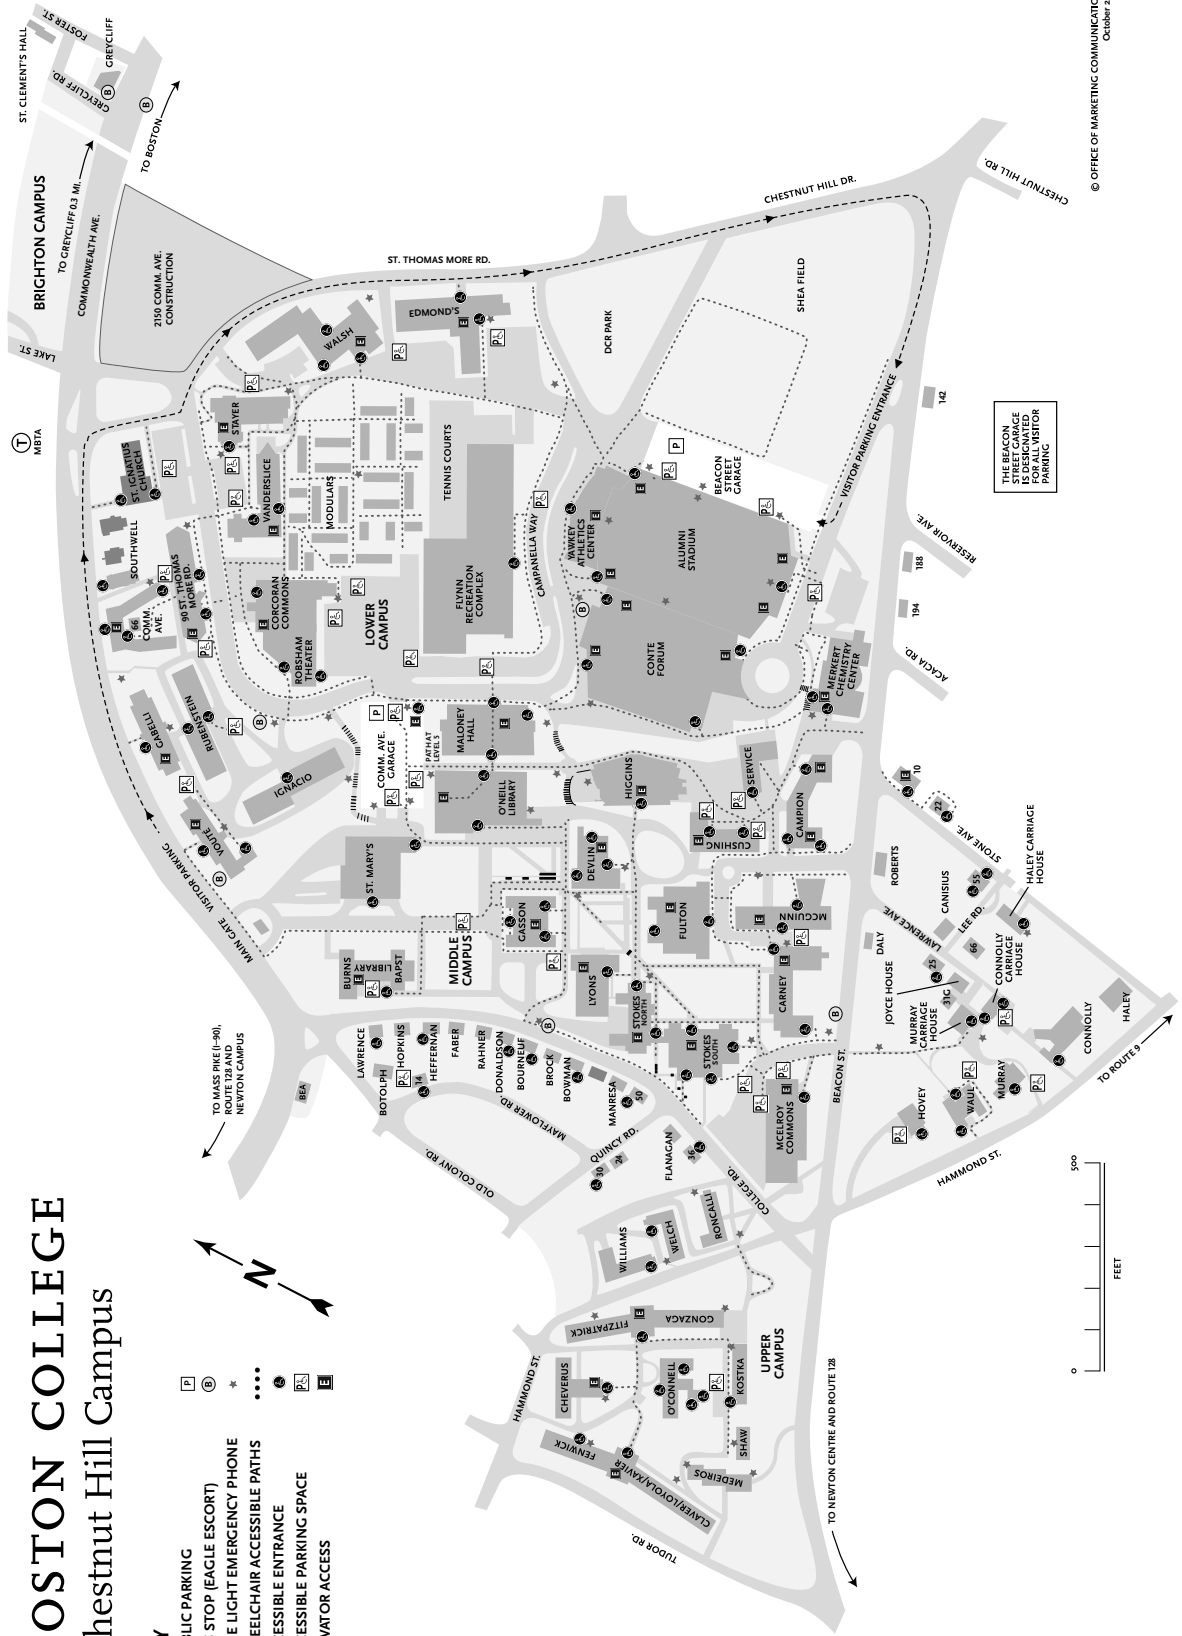 OSTON COLLEGE
hestnut Hill Campus
Y
LIC PARKING
STOP (EAGLE ESCORT)
E LIGHT EMERGENCY PHONE
EELCHAIR ACCESSIBLE PATHS
ESSIBLE ENTRANCE
ESSIBLE PARKING SPACE
VATOR ACCESS
P
B
E
N
TO MASS PIKE (I-90),
ROUTE 128 AND
NEWTON CAMPUS
MAIN GATE
VISITOR PARKING
BRIGHTON CAMPUS
TO GREYCLIFF 0.3 MI.
COMMONWEALTH AVE.
ST. CLEMENT'S HALL
FOSTER ST.
GREYCLIFF RD.
GREYCLIFF
TO BOSTON
LAKE ST.
T
MBTA
2150 COMM. AVE.
CONSTRUCTION
ST. THOMAS MORE RD.
CHESTNUT HILL DR.
CHESTNUT HILL RD.
ST. IGNATIUS
CHURCH
SOUTHWELL
66
COMM.
AVE.
90 ST. THOMAS
MORE RD.
STAYER
VANDERSLICE
WALSH
EDMOND'S
MODULARS
CORCORAN
COMMONS
ROBSHAM
THEATER
LOWER
CAMPUS
TENNIS COURTS
FLYNN
RECREATION
COMPLEX
CAMPANELLA WAY
YAWKEY
ATHLETICS
CENTER
ALUMNI
STADIUM
BEACON
STREET
GARAGE
DCR PARK
SHEA FIELD
VISITOR PARKING ENTRANCE
142
RESERVOIR AVE.
188
194
ACACIA RD.
THE BEACON
STREET GARAGE
IS DESIGNATED
FOR ALL VISITOR
PARKING
© OFFICE OF MARKETING COMMUNICATIO
October 2
CONTE
FORUM
MERKERT
CHEMISTRY
CENTER
GABELLI
RUBENSTEIN
IGNACIO
VOUTE
COMM. AVE.
GARAGE
PATH AT
LEVEL 5
MALONEY
HALL
O'NEILL
LIBRARY
HIGGINS
SERVICE
CUSHING
CAMPION
ST. MARY'S
DEVLIN
GASSON
FULTON
MCGUINN
LYONS
CARNEY
BURNS
LIBRARY
BAPST
MIDDLE
CAMPUS
STOKES
NORTH
STOKES
SOUTH
MCELROY
COMMONS
BEACON ST.
BEA
LAWRENCE
BOTOLPH
HOPKINS
14
HEFFERNAN
FABER
RAHNER
DONALDSON
BOURNEUF
BROCK
BOWMAN
MANRESA
50
MAYFLOWER RD.
OLD COLONY RD.
QUINCY RD.
30
24
FLANAGAN
36
COLLEGE RD.
WILLIAMS
WELCH
RONCALLI
FITZPATRICK
GONZAGA
CHEVERUS
O'CONNELL
KOSTKA
FENWICK
CLAVER/LOYOLA/XAVIER
SHAW
MEDEIROS
UPPER
CAMPUS
HAMMOND ST.
TUDOR RD.
TO NEWTON CENTRE AND ROUTE 128
HAMMOND ST.
10
22
STONE AVE.
ROBERTS
CANISIUS
55
HALEY CARRIAGE
HOUSE
LEE RD.
LAWRENCE AVE.
66
DALY
25
JOYCE HOUSE
31G
CONNOLLY
CARRIAGE
HOUSE
MURRAY
CARRIAGE
HOUSE
CONNOLLY
HALEY
HOVEY
WAUL
MURRAY
TO ROUTE 9
0
500
FEET